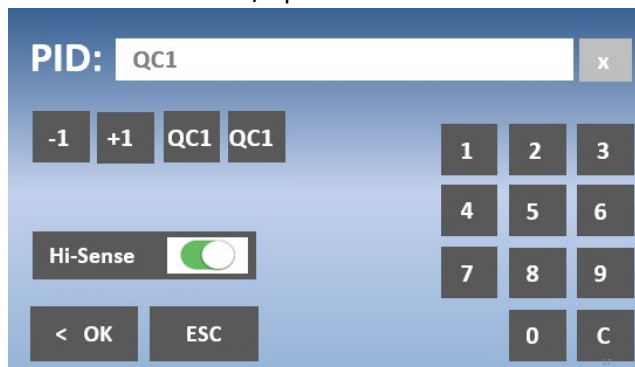 PID: QC1 x
-1 +1 QC1 QC1
1 2 3
4 5 6
Hi-Sense
7 8 9
< OK ESC
0 C